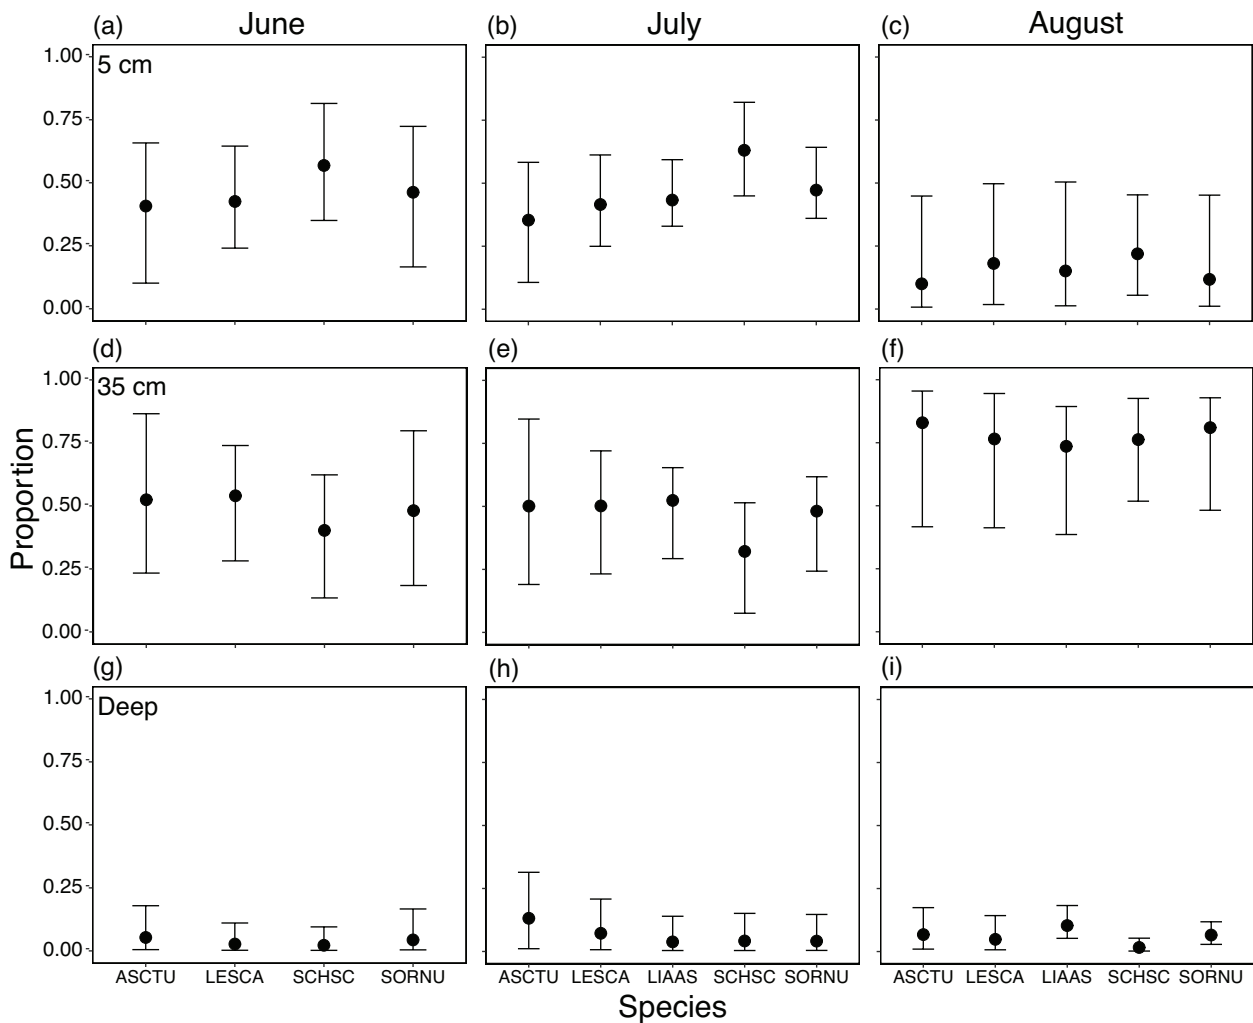 (a) June (b) July (c) August
5 cm
1.00
0.75
0.50
0.25
0.00
(d) (e) (f)
35 cm
1.00
0.75
0.50
0.25
0.00
Proportion
(g) (h) (i)
Deep
1.00
0.75
0.50
0.25
0.00
ASCTU LESCA SCHSC SORNU ASCTU LESCA LIAAS SCHSC SORNU ASCTU LESCA LIAAS SCHSC SORNU
Species